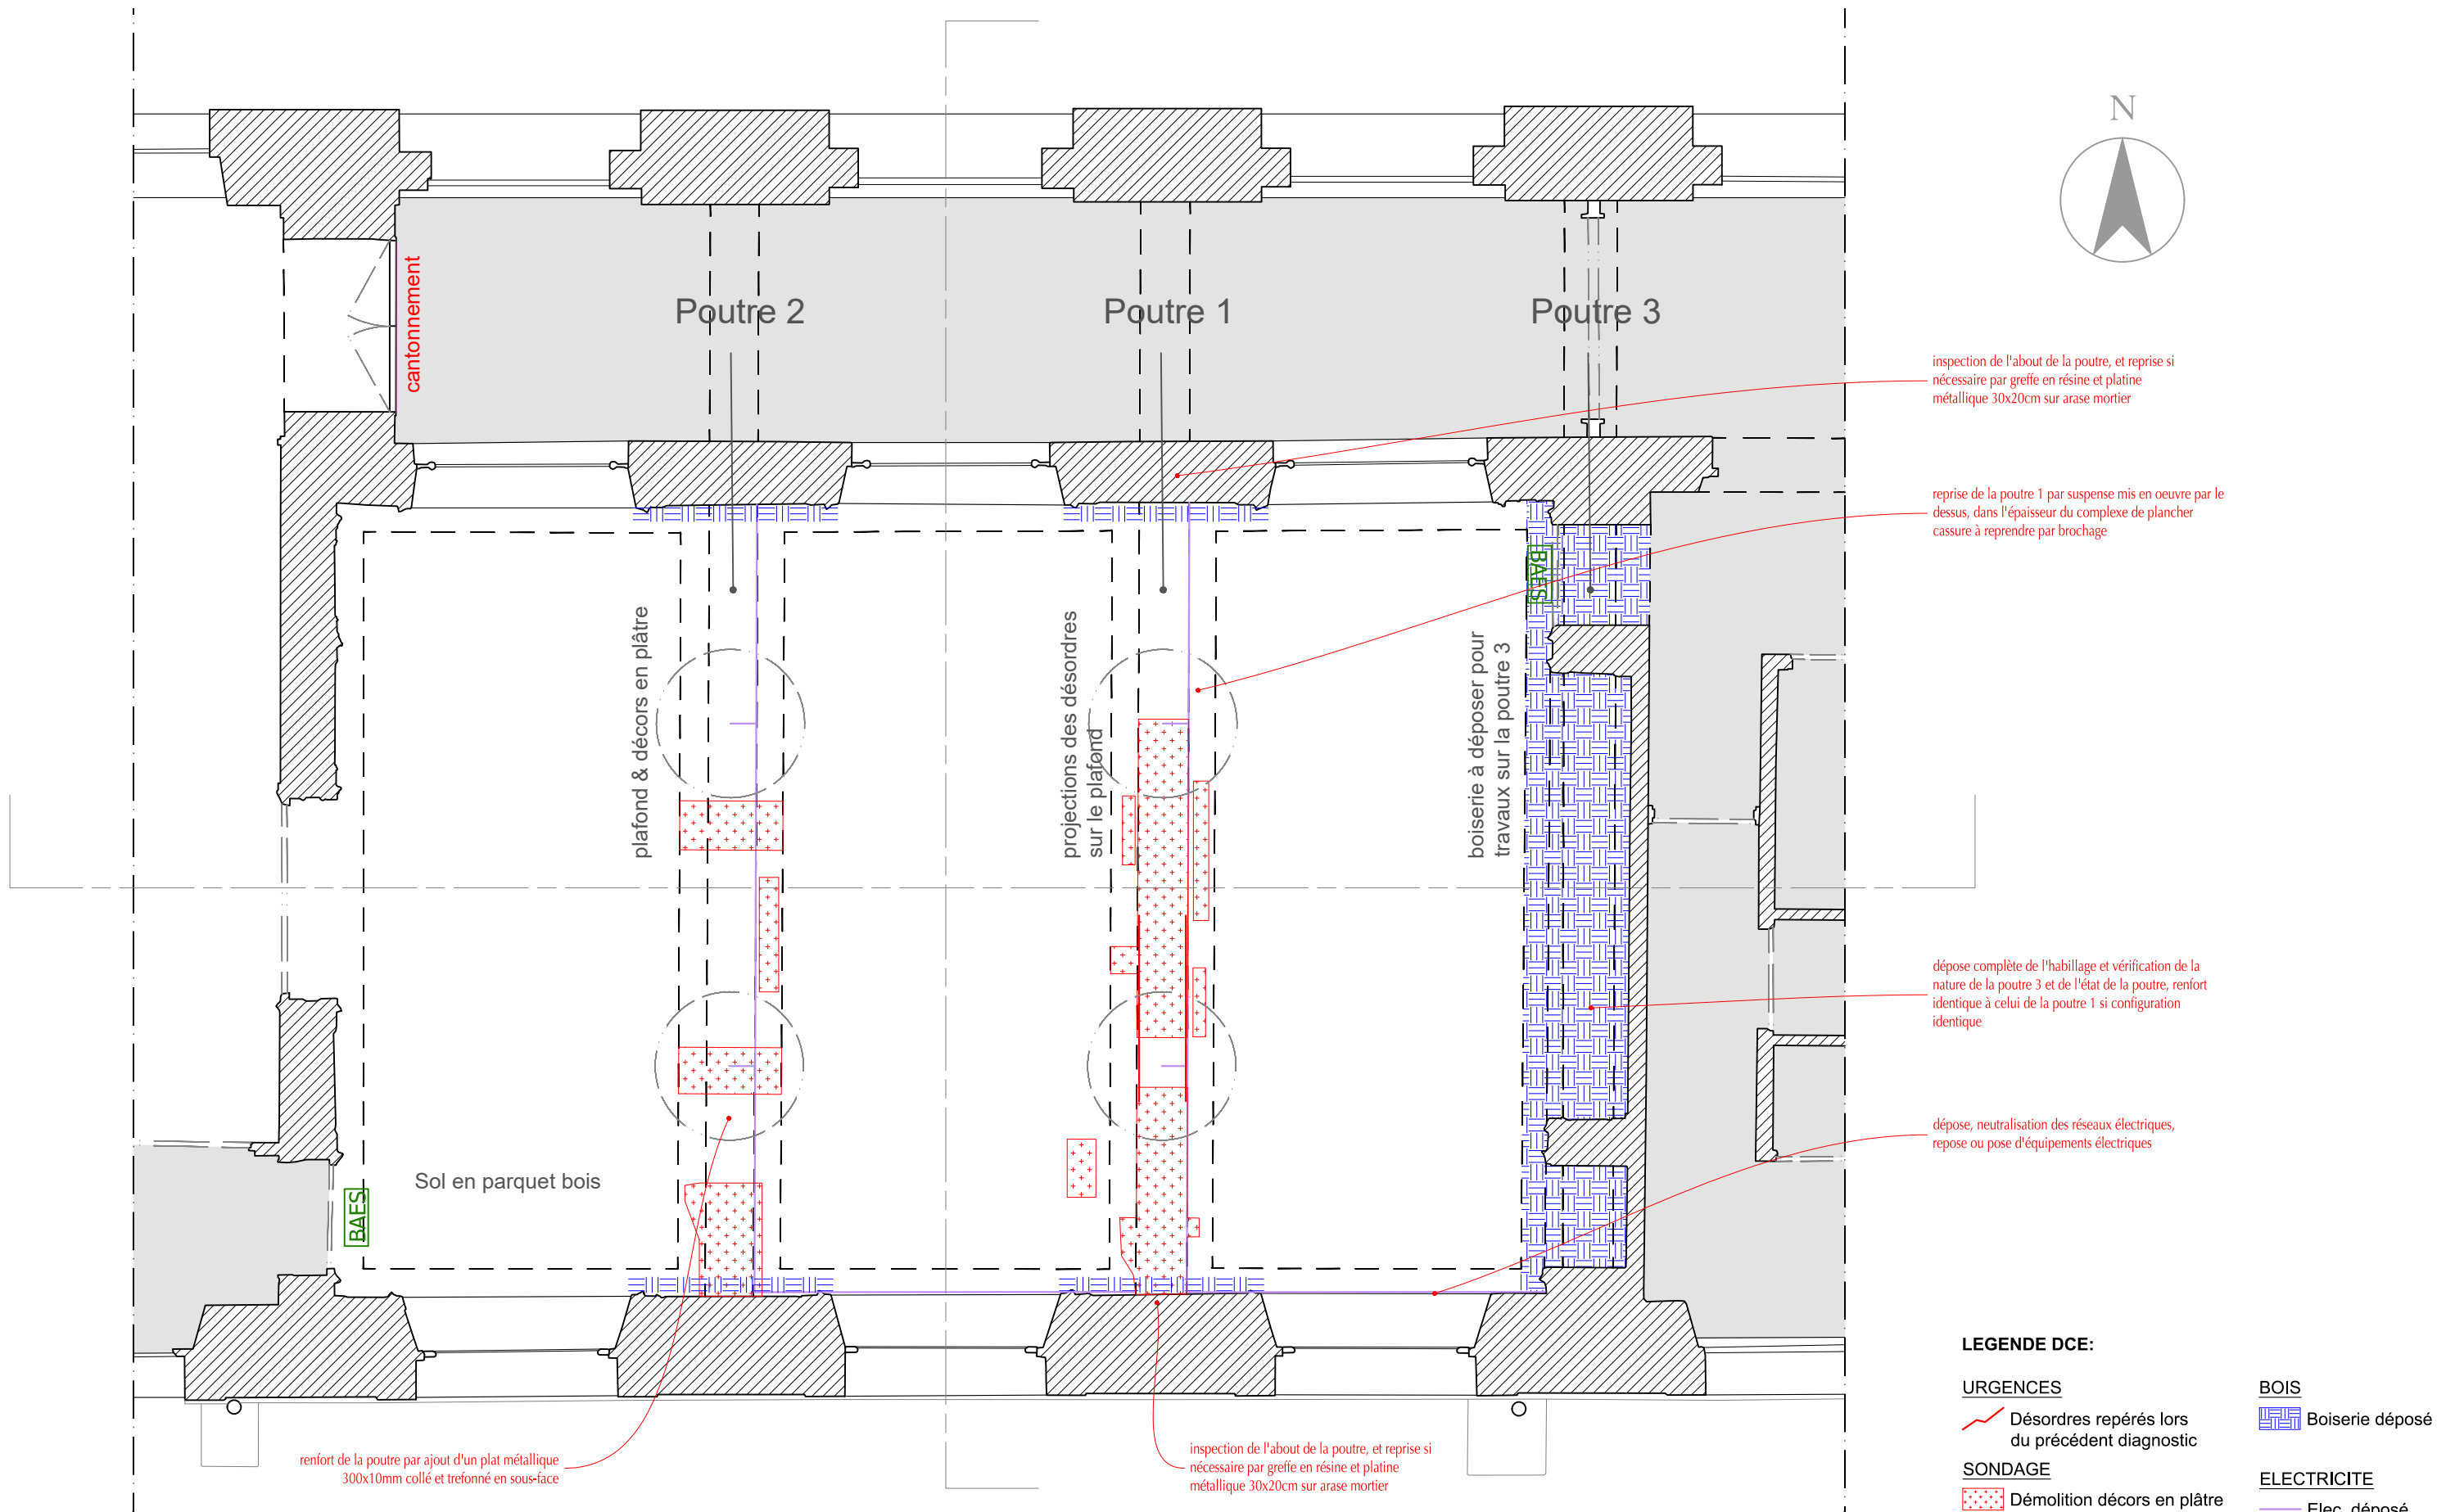 N
cantonnement
Poutre 2
Poutre 1
Poutre 3
inspection de l'about de la poutre, et reprise si
nécessaire par greffe en résine et platine
métallique 30x20cm sur arase mortier
reprise de la poutre 1 par suspense mis en oeuvre par le
dessus, dans l'épaisseur du complexe de plancher
cassure à reprendre par brochage
BAES
plafond & décors en plâtre
projections des désordres
sur le plafond
boiserie à déposer pour
travaux sur la poutre 3
dépose complète de l'habillage et vérification de la
nature de la poutre 3 et de l'état de la poutre, renfort
identique à celui de la poutre 1 si configuration
identique
dépose, neutralisation des réseaux électriques,
repose ou pose d'équipements électriques
Sol en parquet bois
BAES
renfort de la poutre par ajout d'un plat métallique
300x10mm collé et trefonné en sous-face
inspection de l'about de la poutre, et reprise si
nécessaire par greffe en résine et platine
métallique 30x20cm sur arase mortier
LEGENDE DCE:
URGENCES
Désordres repérés lors
du précédent diagnostic
SONDAGE
Démolition décors en plâtre
BOIS
Boiserie déposé
ELECTRICITE
Elec. déposé